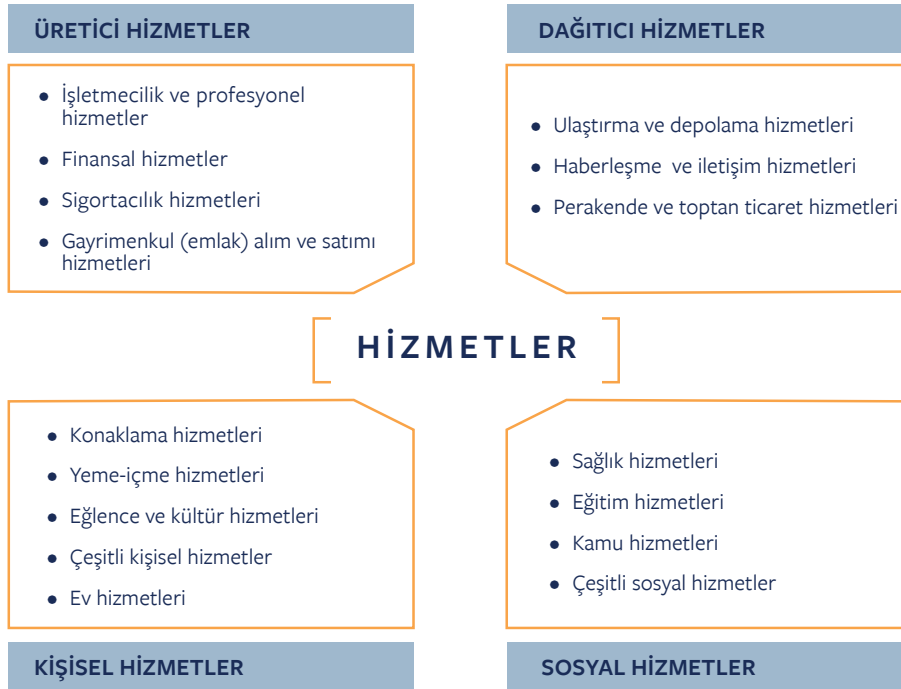 ÜRETİCİ HİZMETLER
• İşletmecilik ve profesyonel
hizmetler
• Finansal hizmetler
• Sigortacılık hizmetleri
• Gayrimenkul (emlak) alım ve satımı
hizmetleri
DAĞITICI HİZMETLER
• Ulaştırma ve depolama hizmetleri
• Haberleşme ve iletişim hizmetleri
• Perakende ve toptan ticaret hizmetleri
HİZMETLER
• Konaklama hizmetleri
• Yeme-içme hizmetleri
• Eğlence ve kültür hizmetleri
• Çeşitli kişisel hizmetler
• Ev hizmetleri
KİŞİSEL HİZMETLER
• Sağlık hizmetleri
• Eğitim hizmetleri
• Kamu hizmetleri
• Çeşitli sosyal hizmetler
SOSYAL HİZMETLER